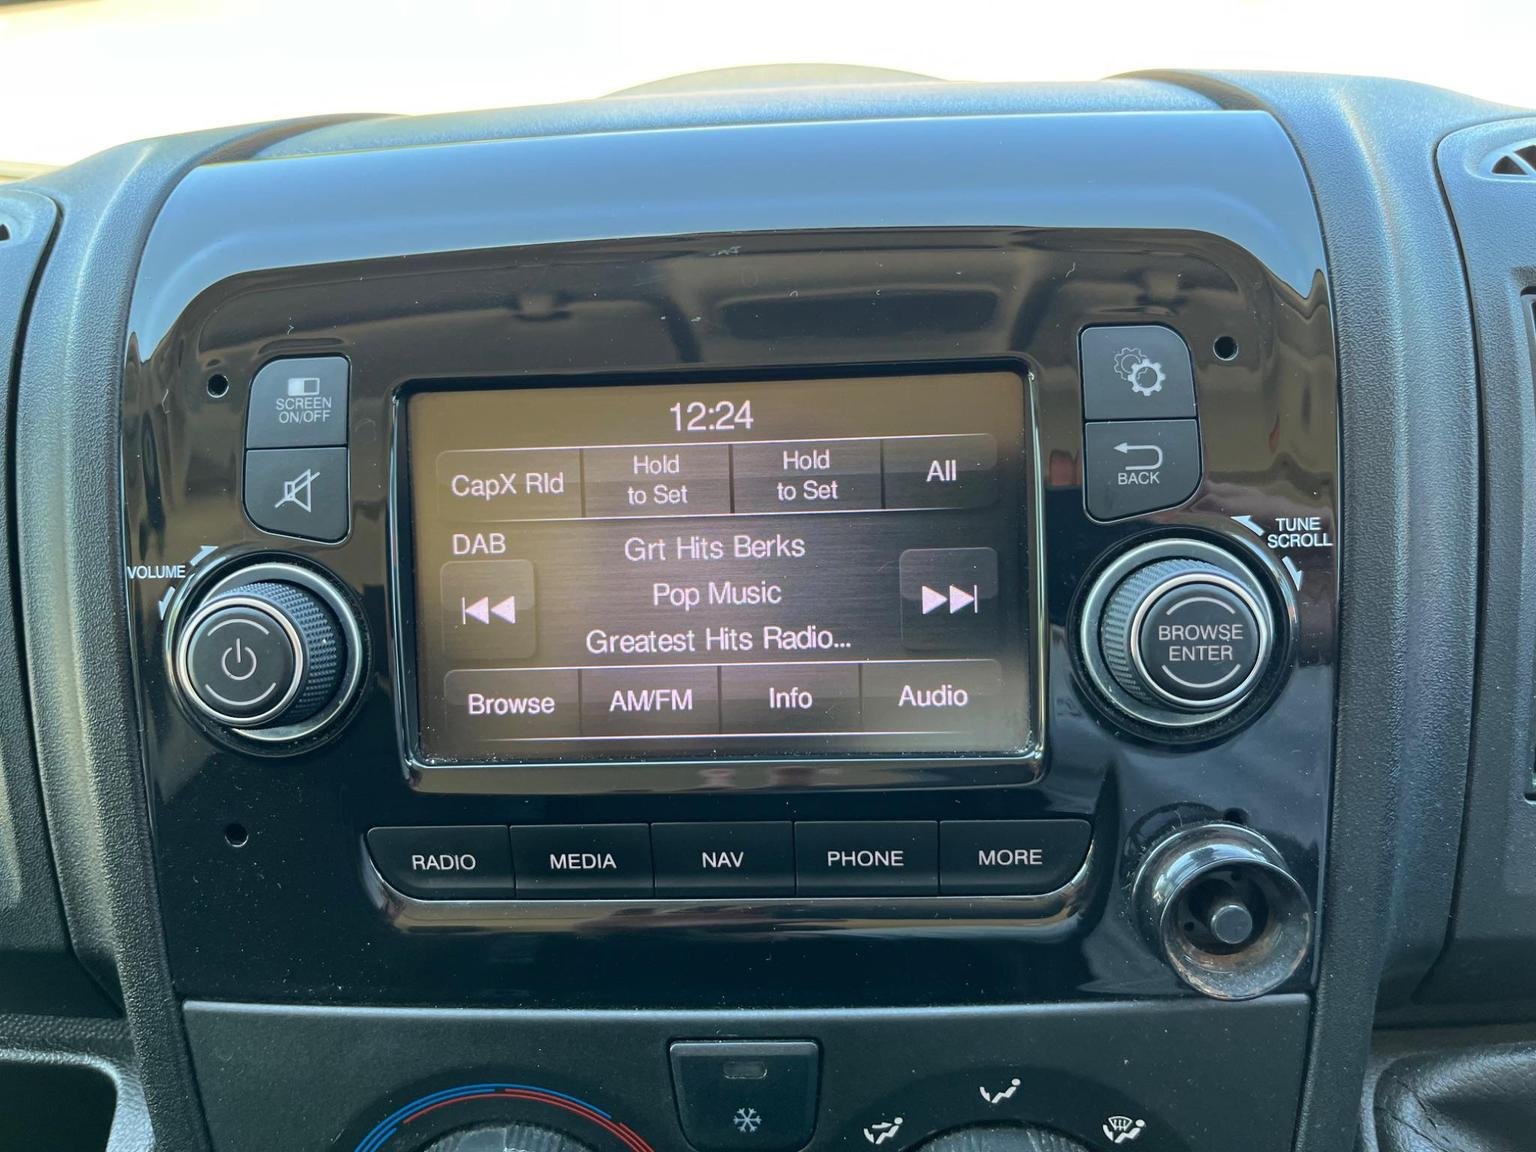 12:24
SCREEN
ON/OFF
CapX Rld
Hold
to Set
Hold
to Set
All
BACK
DAB
Grt Hits Berks
Pop Music
Greatest Hits Radio...
VOLUME
TUNE
SCROLL
BROWSE
ENTER
Browse
AM/FM
Info
Audio
RADIO
MEDIA
NAV
PHONE
MORE